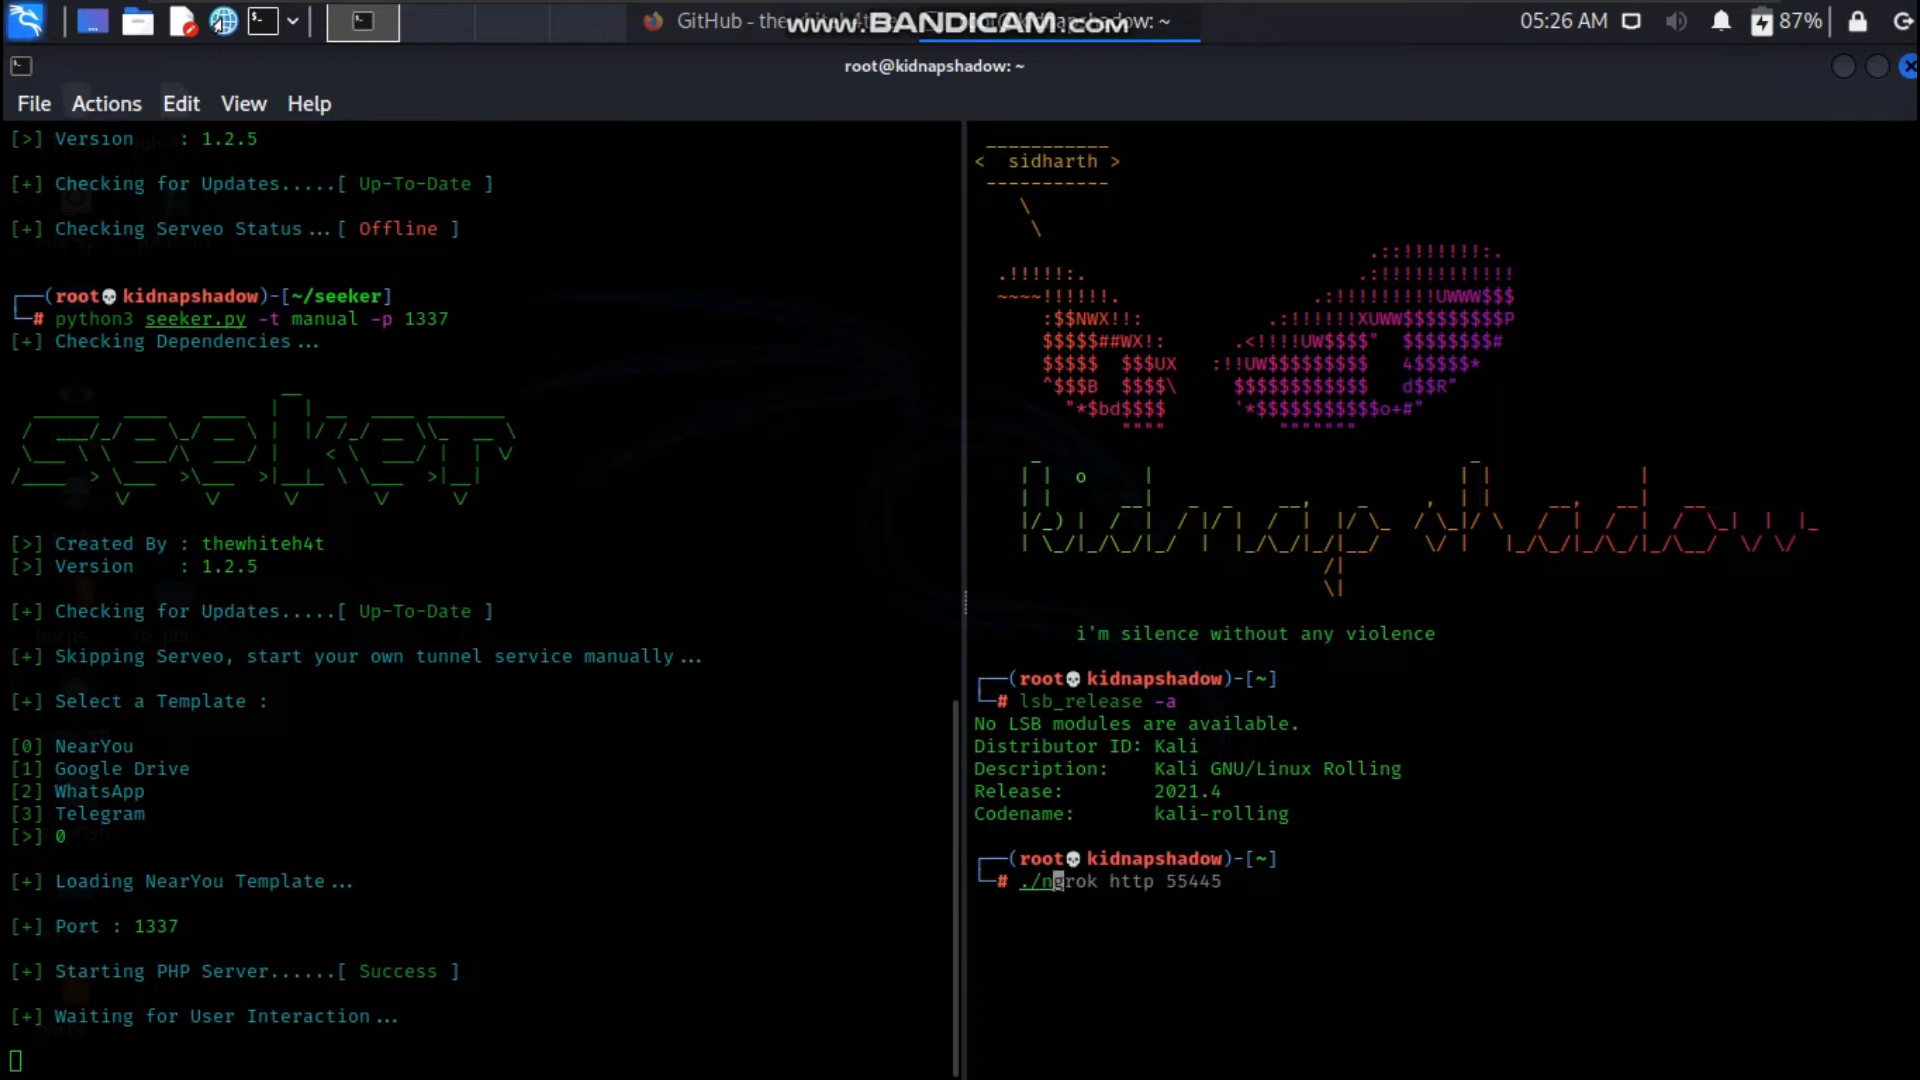 GitHub - the
www.BANDICAM.com
kidnapshadow: ~
05:26 AM
87%
root@kidnapshadow: ~
File Actions Edit View Help
[>] Version : 1.2.5
[+] Checking for Updates.....[ Up-To-Date ]
[+] Checking Serveo Status...[ Offline ]
(root💀kidnapshadow)-[~/seeker]
# python3 seeker.py -t manual -p 1337
[+] Checking Dependencies...
seeker
[>] Created By : thewhiteh4t
[>] Version : 1.2.5
[+] Checking for Updates.....[ Up-To-Date ]
[+] Skipping Serveo, start your own tunnel service manually...
[+] Select a Template :
[0] NearYou
[1] Google Drive
[2] WhatsApp
[3] Telegram
[>] 0
[+] Loading NearYou Template...
[+] Port : 1337
[+] Starting PHP Server......[ Success ]
[+] Waiting for User Interaction...
< sidharth >
kidnap shadow
i'm silence without any violence
(root💀kidnapshadow)-[~]
# lsb_release -a
No LSB modules are available.
Distributor ID: Kali
Description: Kali GNU/Linux Rolling
Release: 2021.4
Codename: kali-rolling
(root💀kidnapshadow)-[~]
# ./ngrok http 55445